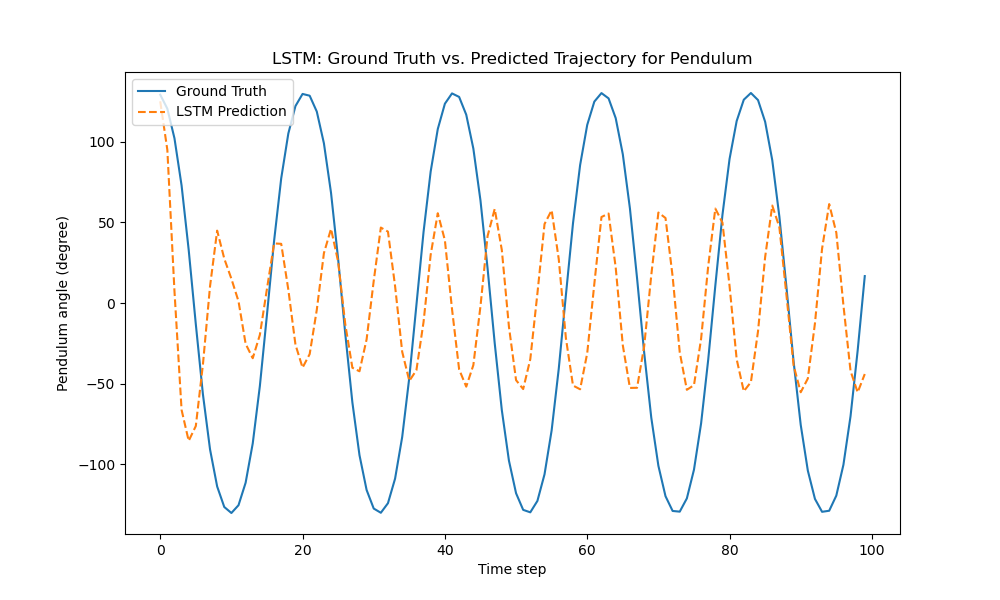 LSTM: Ground Truth vs. Predicted Trajectory for Pendulum
Ground Truth
LSTM Prediction
Pendulum angle (degree)
100
50
0
−50
−100
0 20 40 60 80 100
Time step